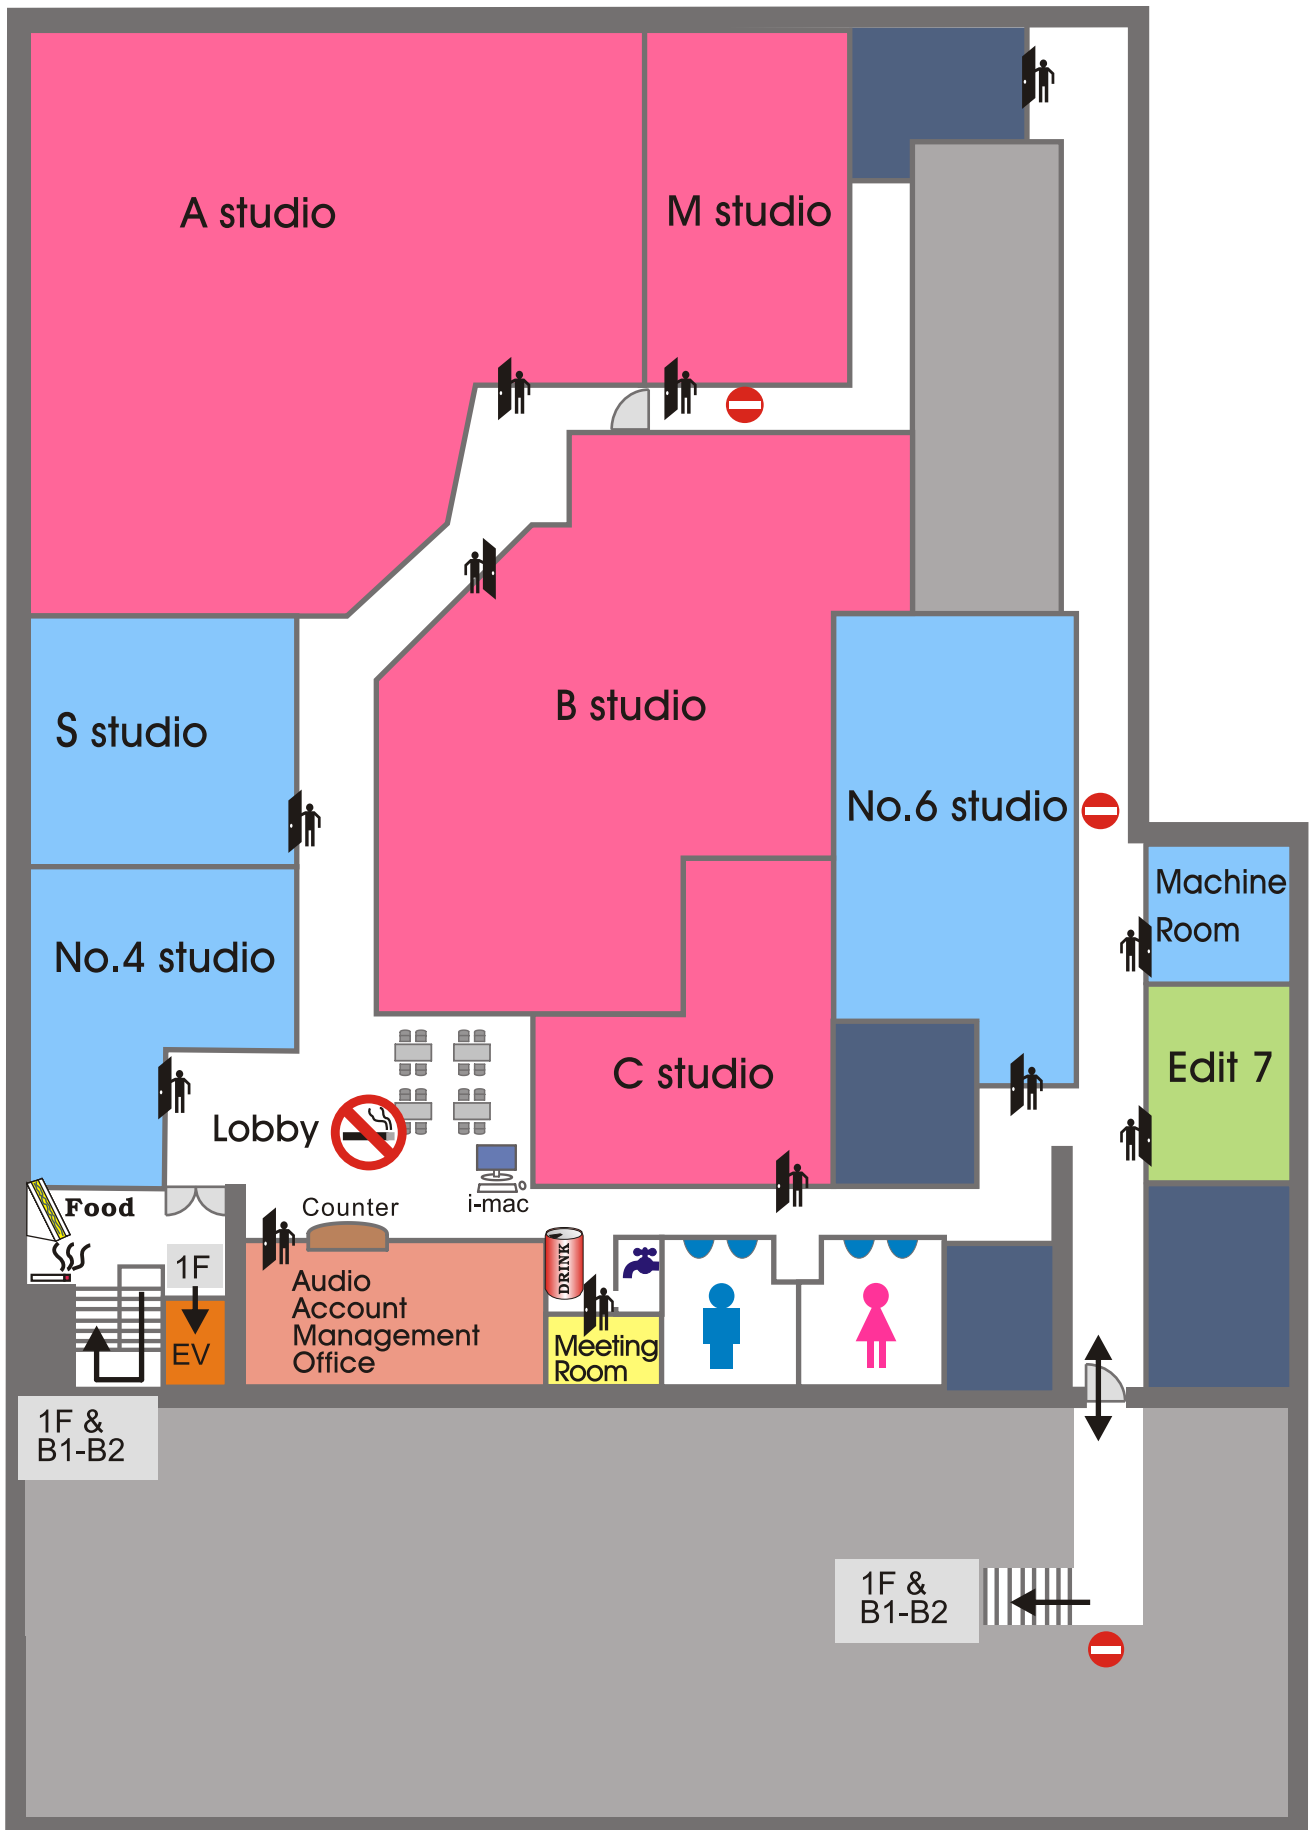 A studio
M studio
B studio
S studio
No.6 studio
Machine
Room
No.4 studio
Edit 7
C studio
Lobby
i-mac
Food
Counter
1F
DRINK
Audio
Account
Management
Office
EV
Meeting
Room
1F &
B1-B2
1F &
B1-B2